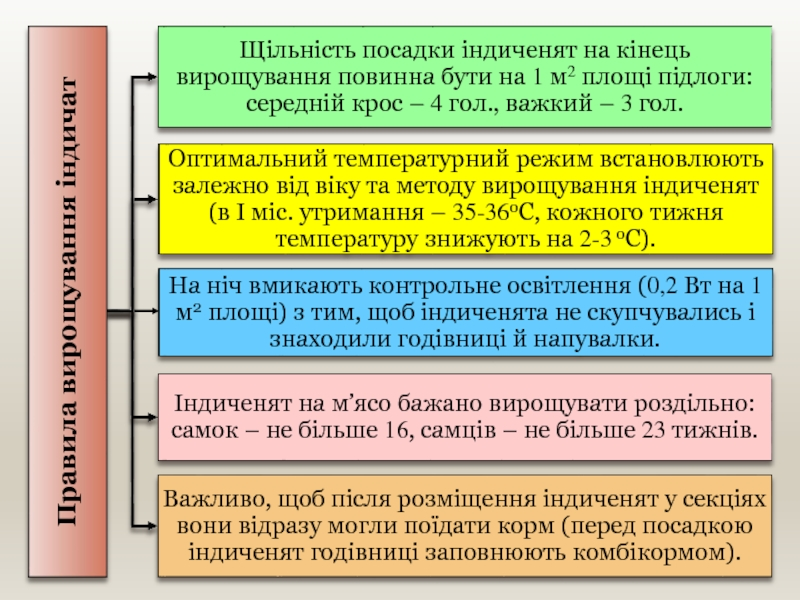 Правила вирощування індичат
Щільність посадки індиченят на кінець
вирощування повинна бути на 1 м² площі підлоги:
середній крос – 4 гол., важкий – 3 гол.
Оптимальний температурний режим встановлюють
залежно від віку та методу вирощування індиченят
(в І міс. утримання – 35-36ºС, кожного тижня
температуру знижують на 2-3 ºС).
На ніч вмикають контрольне освітлення (0,2 Вт на 1
м² площі) з тим, щоб індиченята не скупчувались і
знаходили годівниці й напувалки.
Індиченят на м’ясо бажано вирощувати роздільно:
самок – не більше 16, самців – не більше 23 тижнів.
Важливо, щоб після розміщення індиченят у секціях
вони відразу могли поїдати корм (перед посадкою
індиченят годівниці заповнюють комбікормом).